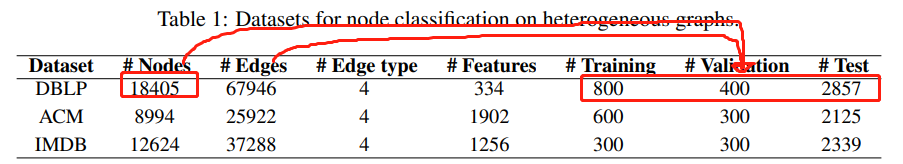 Table 1: Datasets for node classification on heterogeneous graphs.
Dataset # Nodes # Edges # Edge type # Features # Training # Validation # Test
DBLP 18405 67946 4 334 800 400 2857
ACM 8994 25922 4 1902 600 300 2125
IMDB 12624 37288 4 1256 300 300 2339